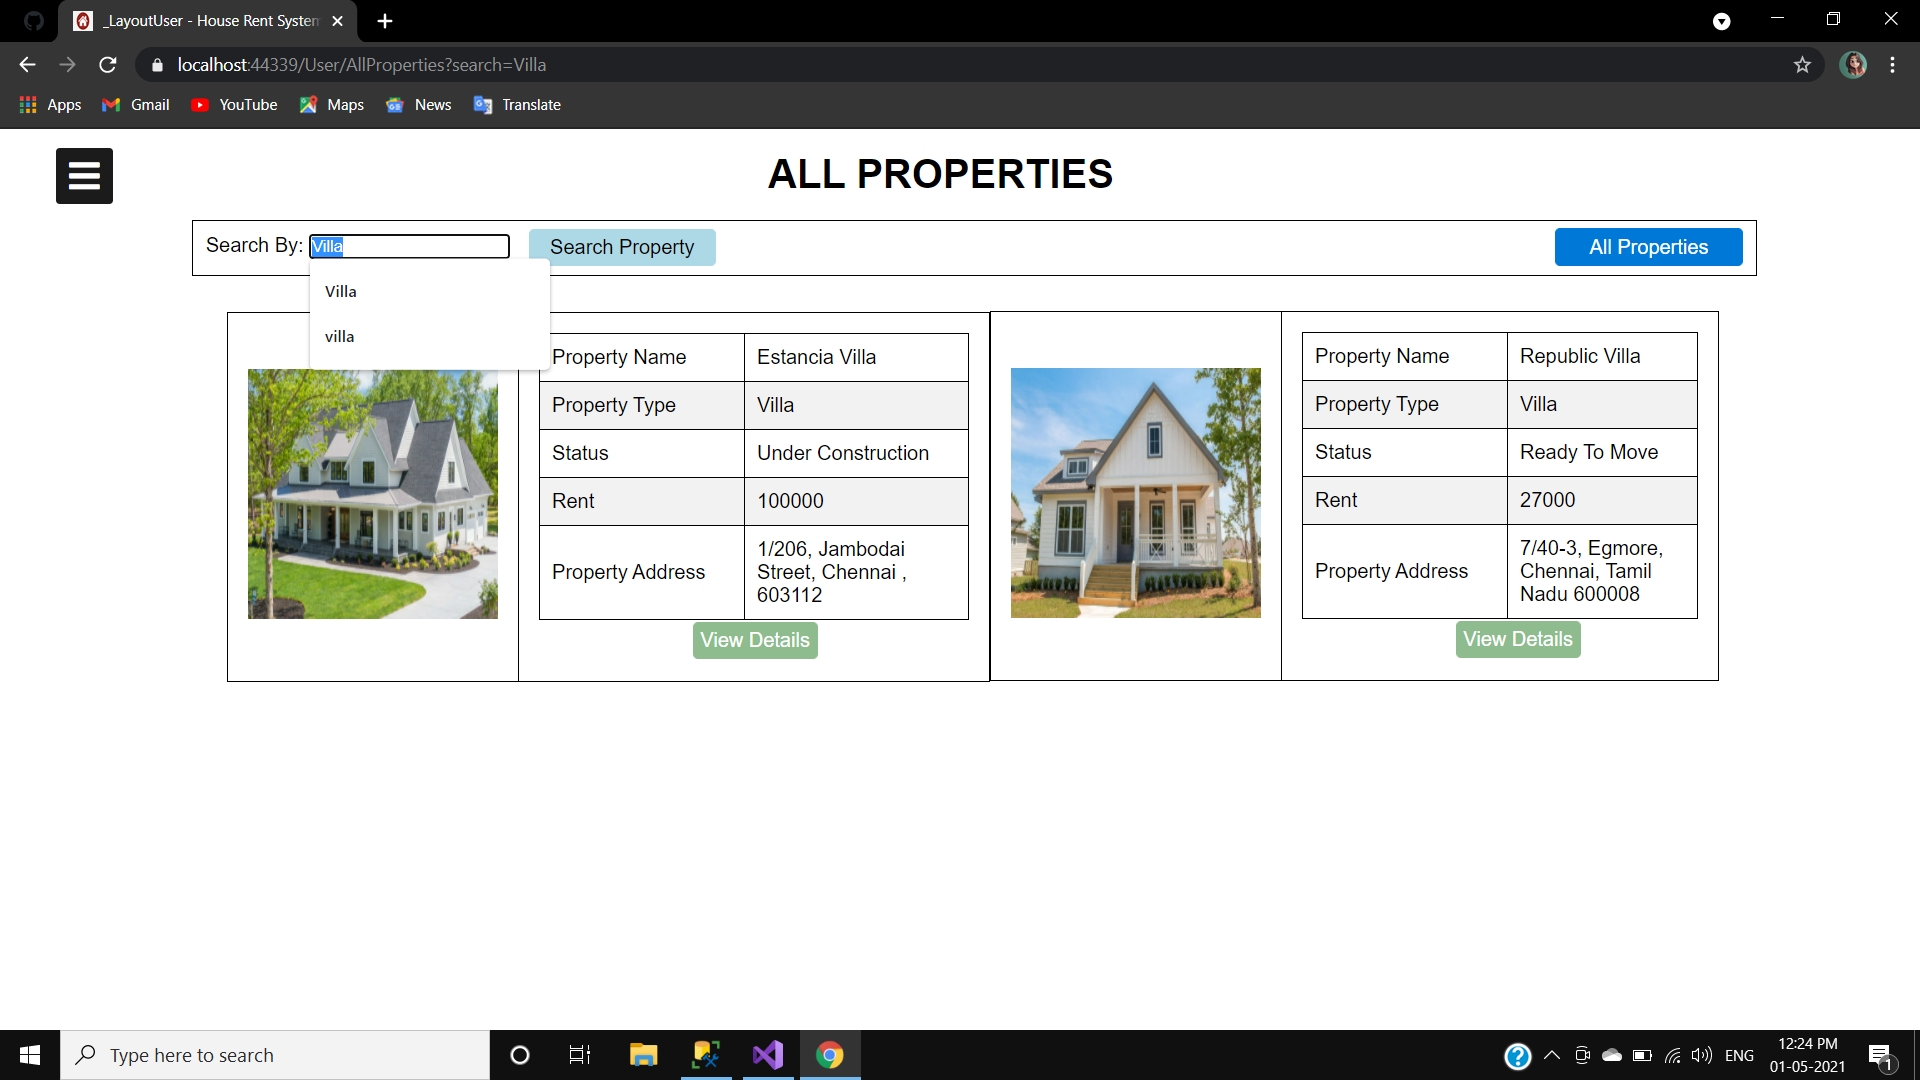 _LayoutUser - House Rent System
localhost:44339/User/AllProperties?search=Villa
Apps Gmail YouTube Maps News Translate
ALL PROPERTIES
Search By: Villa Search Property All Properties
Villa
villa
Property Name Estancia Villa
Property Type Villa
Status Under Construction
Rent 100000
Property Address 1/206, Jambodai
Street, Chennai ,
603112
View Details
Property Name Republic Villa
Property Type Villa
Status Ready To Move
Rent 27000
Property Address 7/40-3, Egmore,
Chennai, Tamil
Nadu 600008
View Details
Type here to search
ENG
12:24 PM
01-05-2021
1